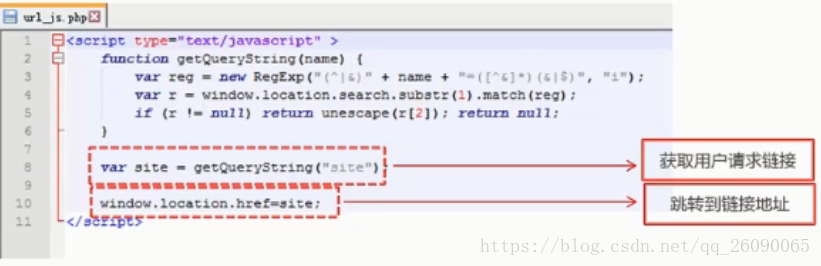 url_js.php
1 <script type="text/javascript" >
2 function getQueryString(name) {
3 var reg = new RegExp("(^|&)" + name + "=([^&]*)(&|$)", "i");
4 var r = window.location.search.substr(1).match(reg);
5 if (r != null) return unescape(r[2]); return null;
6 }
7
8 var site = getQueryString("site")
获取用户请求链接
9
10 window.location.href=site;
跳转到链接地址
11 </script>
https://blog.csdn.net/qq_26090065